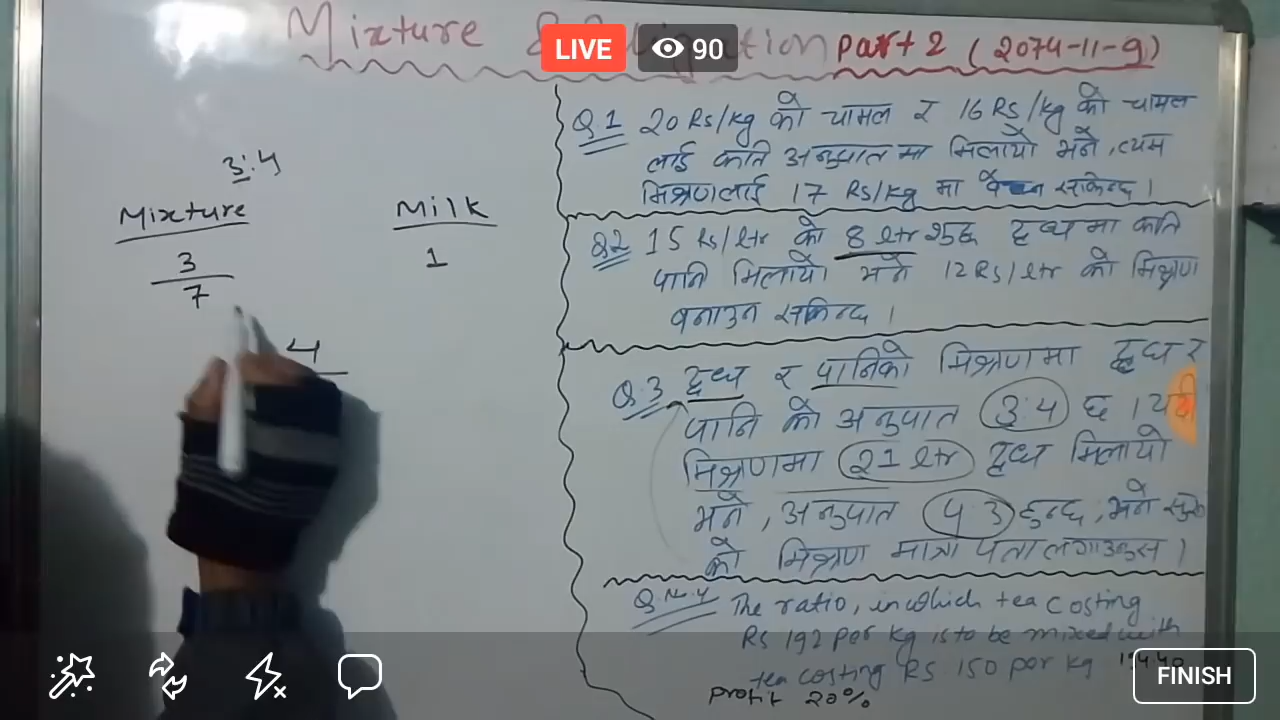 Mixture & Alligation Part 2 (2074-11-9)
LIVE 90
3:4
Mixture Milk
3 1
7
4
Q.1 20 Rs/kg को चामल र 16 Rs/kg को चामल
लाई कति अनुपात मा मिलायो भने, त्यस
मिश्रणलाई 17 Rs/kg मा बेच्न सकिन्छ।
Q.2 15 Rs/ltr को 8 ltr शुद्ध दुध मा कति
पानि मिलायो भने 12 Rs/ltr को मिश्रण
बनाउन सकिन्छ।
Q.3 दुध र पानिको मिश्रणमा दुध र
पानि को अनुपात 3:4 छ। यदी
मिश्रणमा 21 ltr दुध मिलायो
भने, अनुपात 4:3 हुन्छ, भने सुरु
को मिश्रण मात्रा पत्ता लगाउनुस।
Q.No.4 The ratio, in which tea costing
Rs 192 per kg is to be mixed with
tea costing RS 150 per kg
profit 20%
FINISH